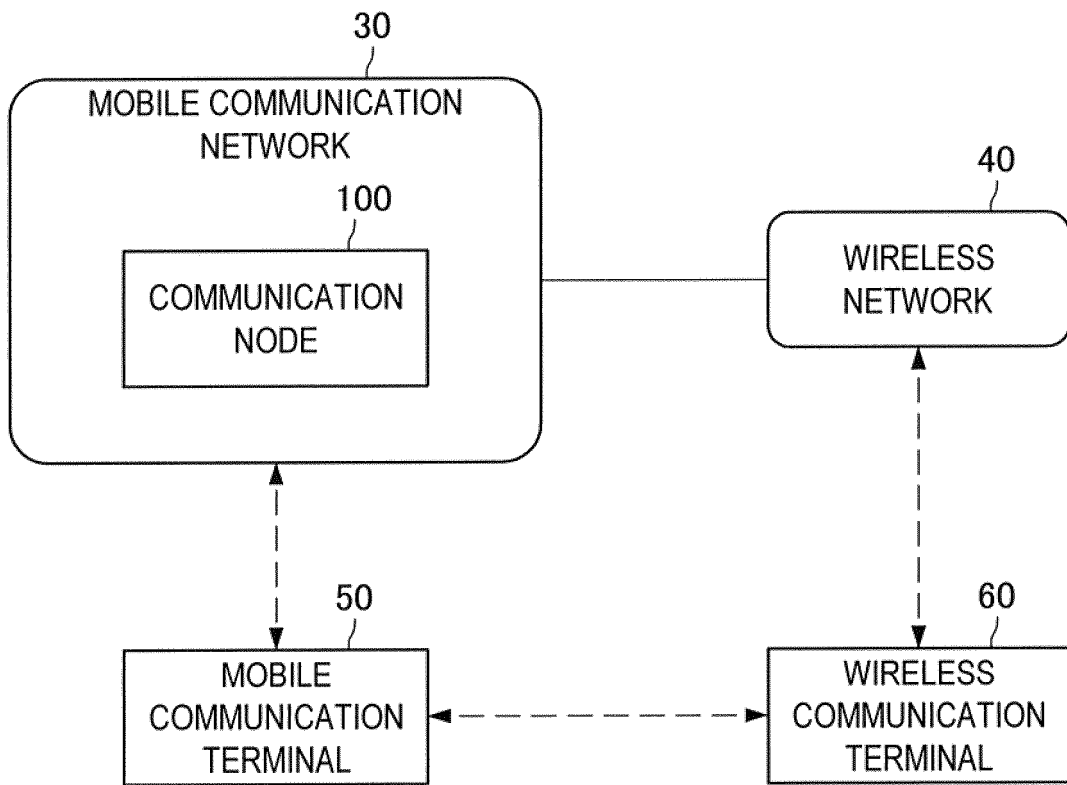 30
MOBILE COMMUNICATION
NETWORK
100
COMMUNICATION
NODE
40
WIRELESS
NETWORK
50
MOBILE
COMMUNICATION
TERMINAL
60
WIRELESS
COMMUNICATION
TERMINAL